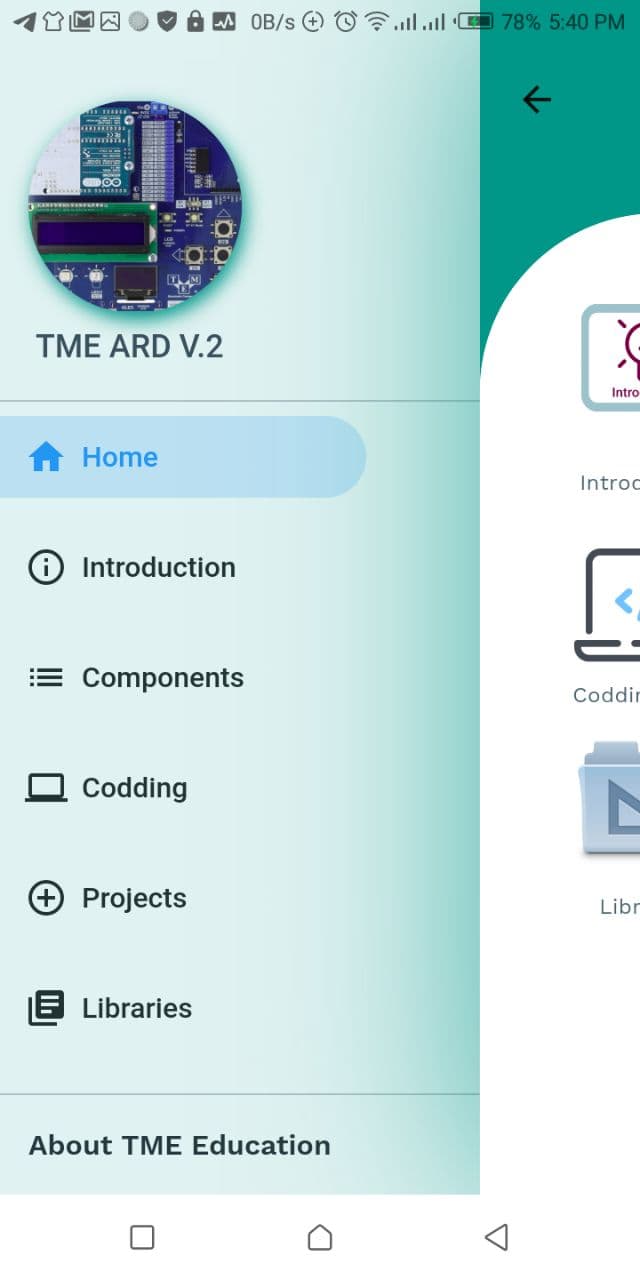 0B/s 78% 5:40 PM
TME ARD V.2
Home
Introduction
Components
Codding
Projects
Libraries
About TME Education
Intro
Introd
Coddin
Libr